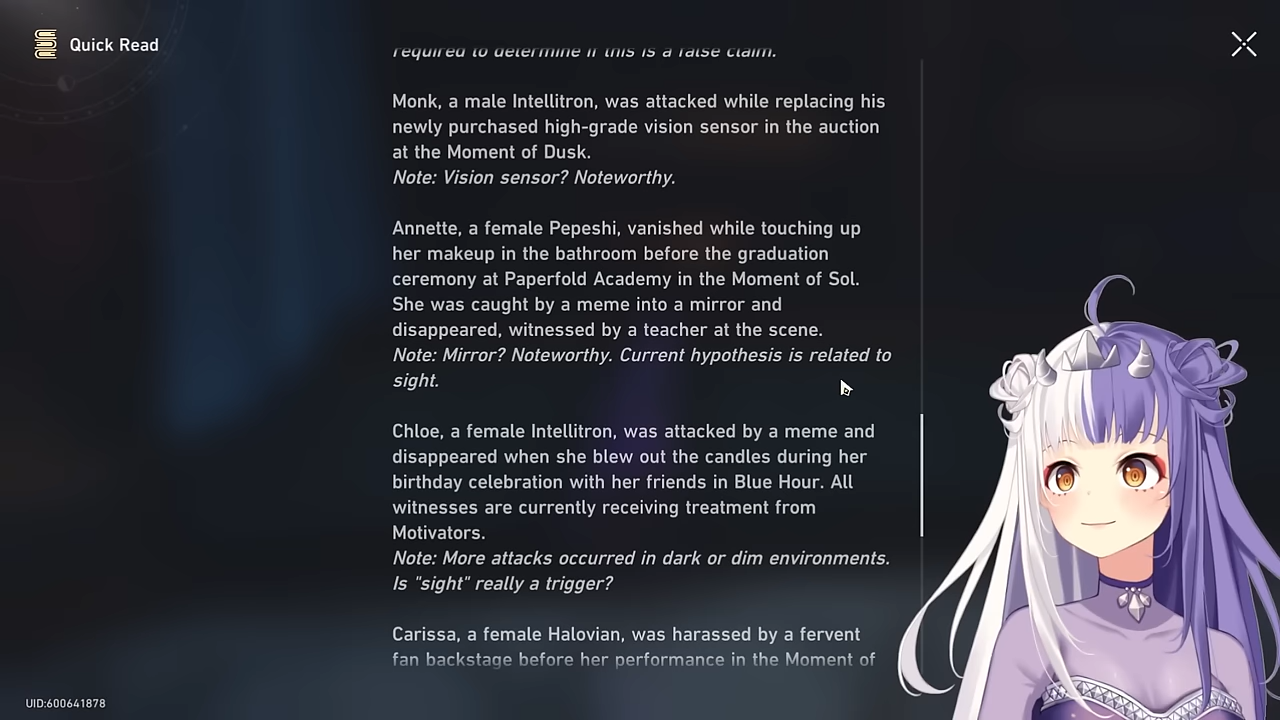 Quick Read
required to determine if this is a false claim.
Monk, a male Intellitron, was attacked while replacing his
newly purchased high-grade vision sensor in the auction
at the Moment of Dusk.
Note: Vision sensor? Noteworthy.
Annette, a female Pepeshi, vanished while touching up
her makeup in the bathroom before the graduation
ceremony at Paperfold Academy in the Moment of Sol.
She was caught by a meme into a mirror and
disappeared, witnessed by a teacher at the scene.
Note: Mirror? Noteworthy. Current hypothesis is related to
sight.
Chloe, a female Intellitron, was attacked by a meme and
disappeared when she blew out the candles during her
birthday celebration with her friends in Blue Hour. All
witnesses are currently receiving treatment from
Motivators.
Note: More attacks occurred in dark or dim environments.
Is "sight" really a trigger?
Carissa, a female Halovian, was harassed by a fervent
fan backstage before her performance in the Moment of
UID:600641878